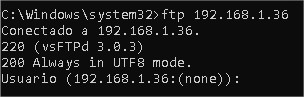 C:\Windows\system32>ftp 192.168.1.36
Conectado a 192.168.1.36.
220 (vsFTPd 3.0.3)
200 Always in UTF8 mode.
Usuario (192.168.1.36:(none)):